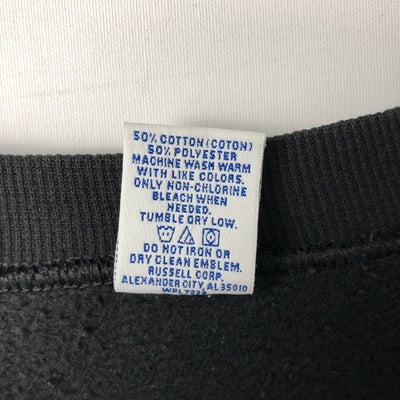 50% COTTON (COTON)
50% POLYESTER
MACHINE WASH WARM
WITH LIKE COLORS.
ONLY NON-CHLORINE
BLEACH WHEN
NEEDED.
TUMBLE DRY LOW.
DO NOT IRON OR
DRY CLEAN EMBLEM.
RUSSELL CORP.
ALEXANDER CITY, AL 35010